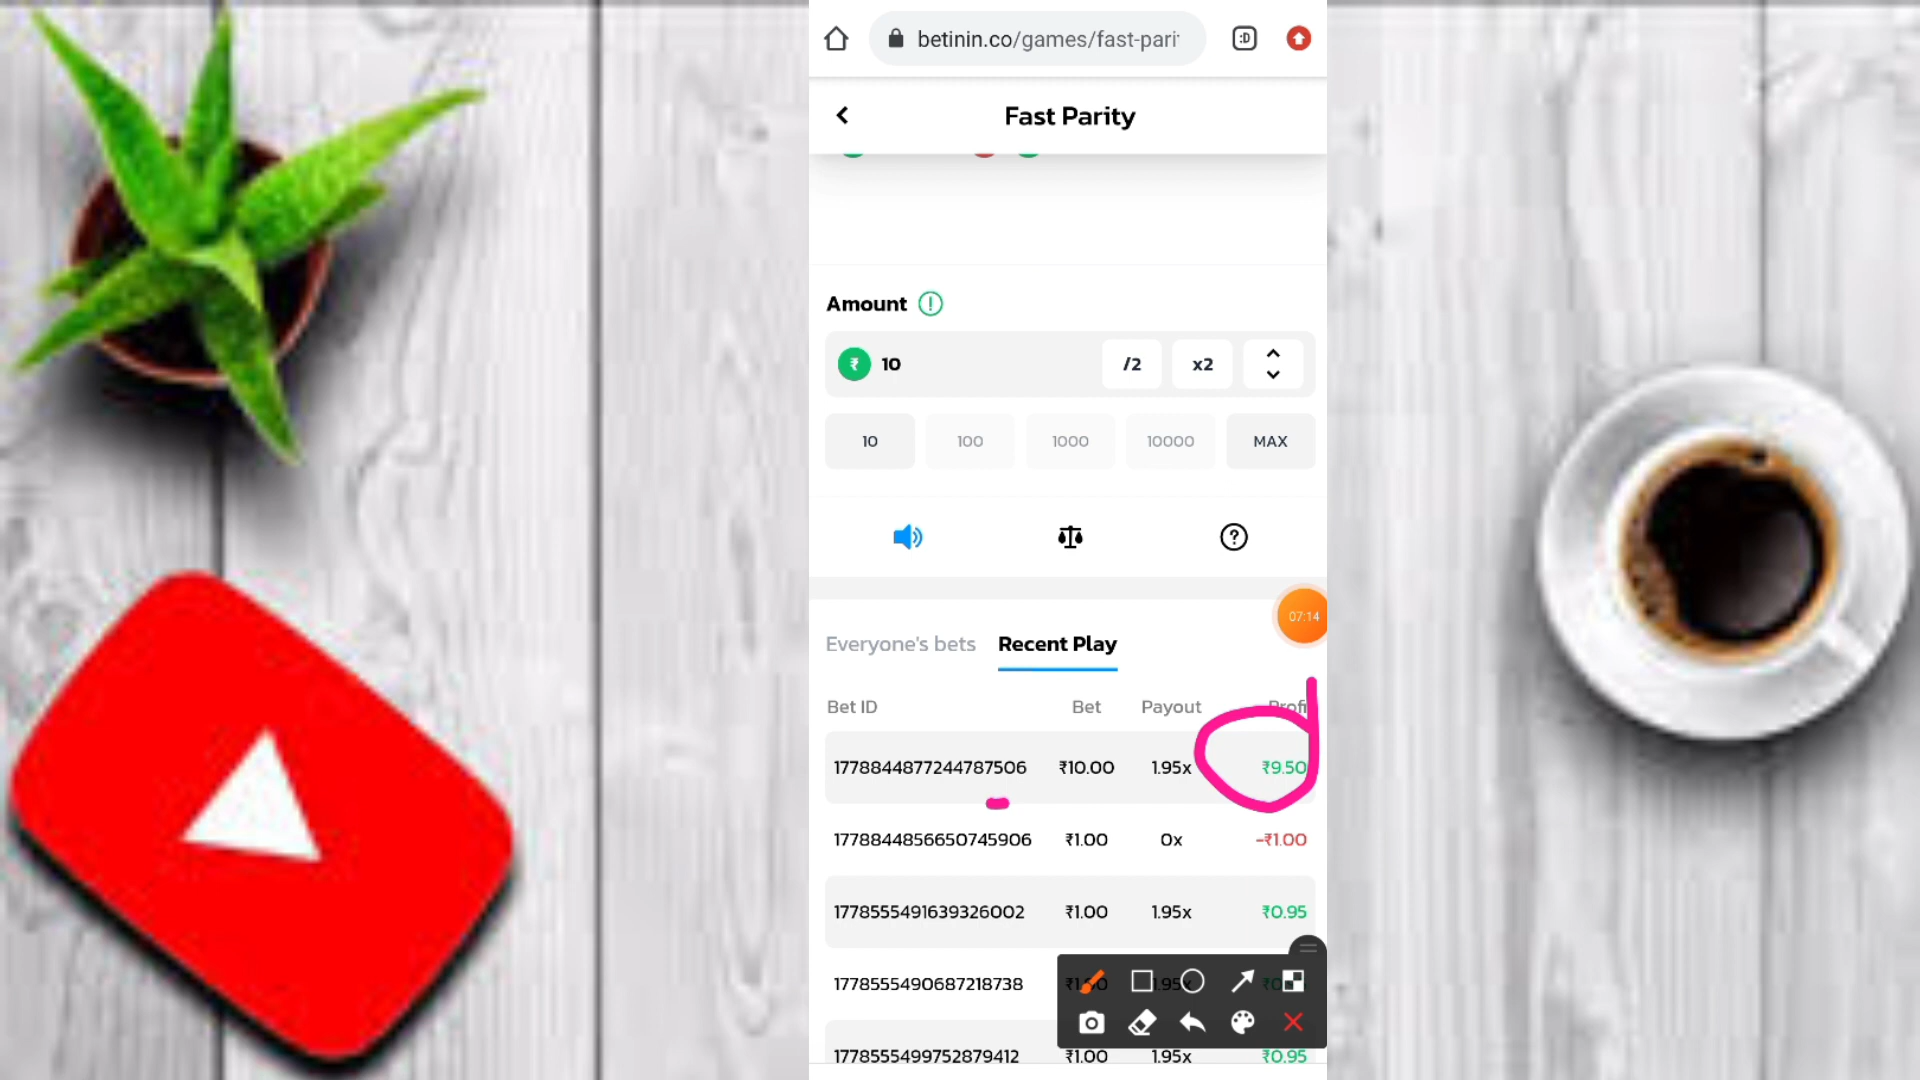 :D
betinin.co/games/fast-pari
Fast Parity
Amount
₹ 10 /2 x2
10 100 1000 10000 MAX
07:14
Everyone's bets Recent Play
Bet ID Bet Payout Profi
1778844877244787506 ₹10.00 1.95x ₹9.50
1778844856650745906 ₹1.00 0x -₹1.00
1778555491639326002 ₹1.00 1.95x ₹0.95
1778555490687218738
1778555499752879412 ₹1.00 1.95x ₹0.95